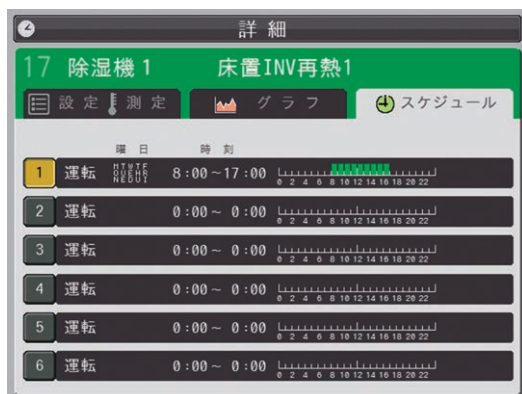 詳細
17 除湿機1 床置INV再熱1
設定 測定 グラフ スケジュール
曜日 時刻
1 運転 MON TUE WED THU FRI 8:00~17:00
0 2 4 6 8 10 12 14 16 18 20 22
2 運転 0:00~ 0:00
0 2 4 6 8 10 12 14 16 18 20 22
3 運転 0:00~ 0:00
0 2 4 6 8 10 12 14 16 18 20 22
4 運転 0:00~ 0:00
0 2 4 6 8 10 12 14 16 18 20 22
5 運転 0:00~ 0:00
0 2 4 6 8 10 12 14 16 18 20 22
6 運転 0:00~ 0:00
0 2 4 6 8 10 12 14 16 18 20 22